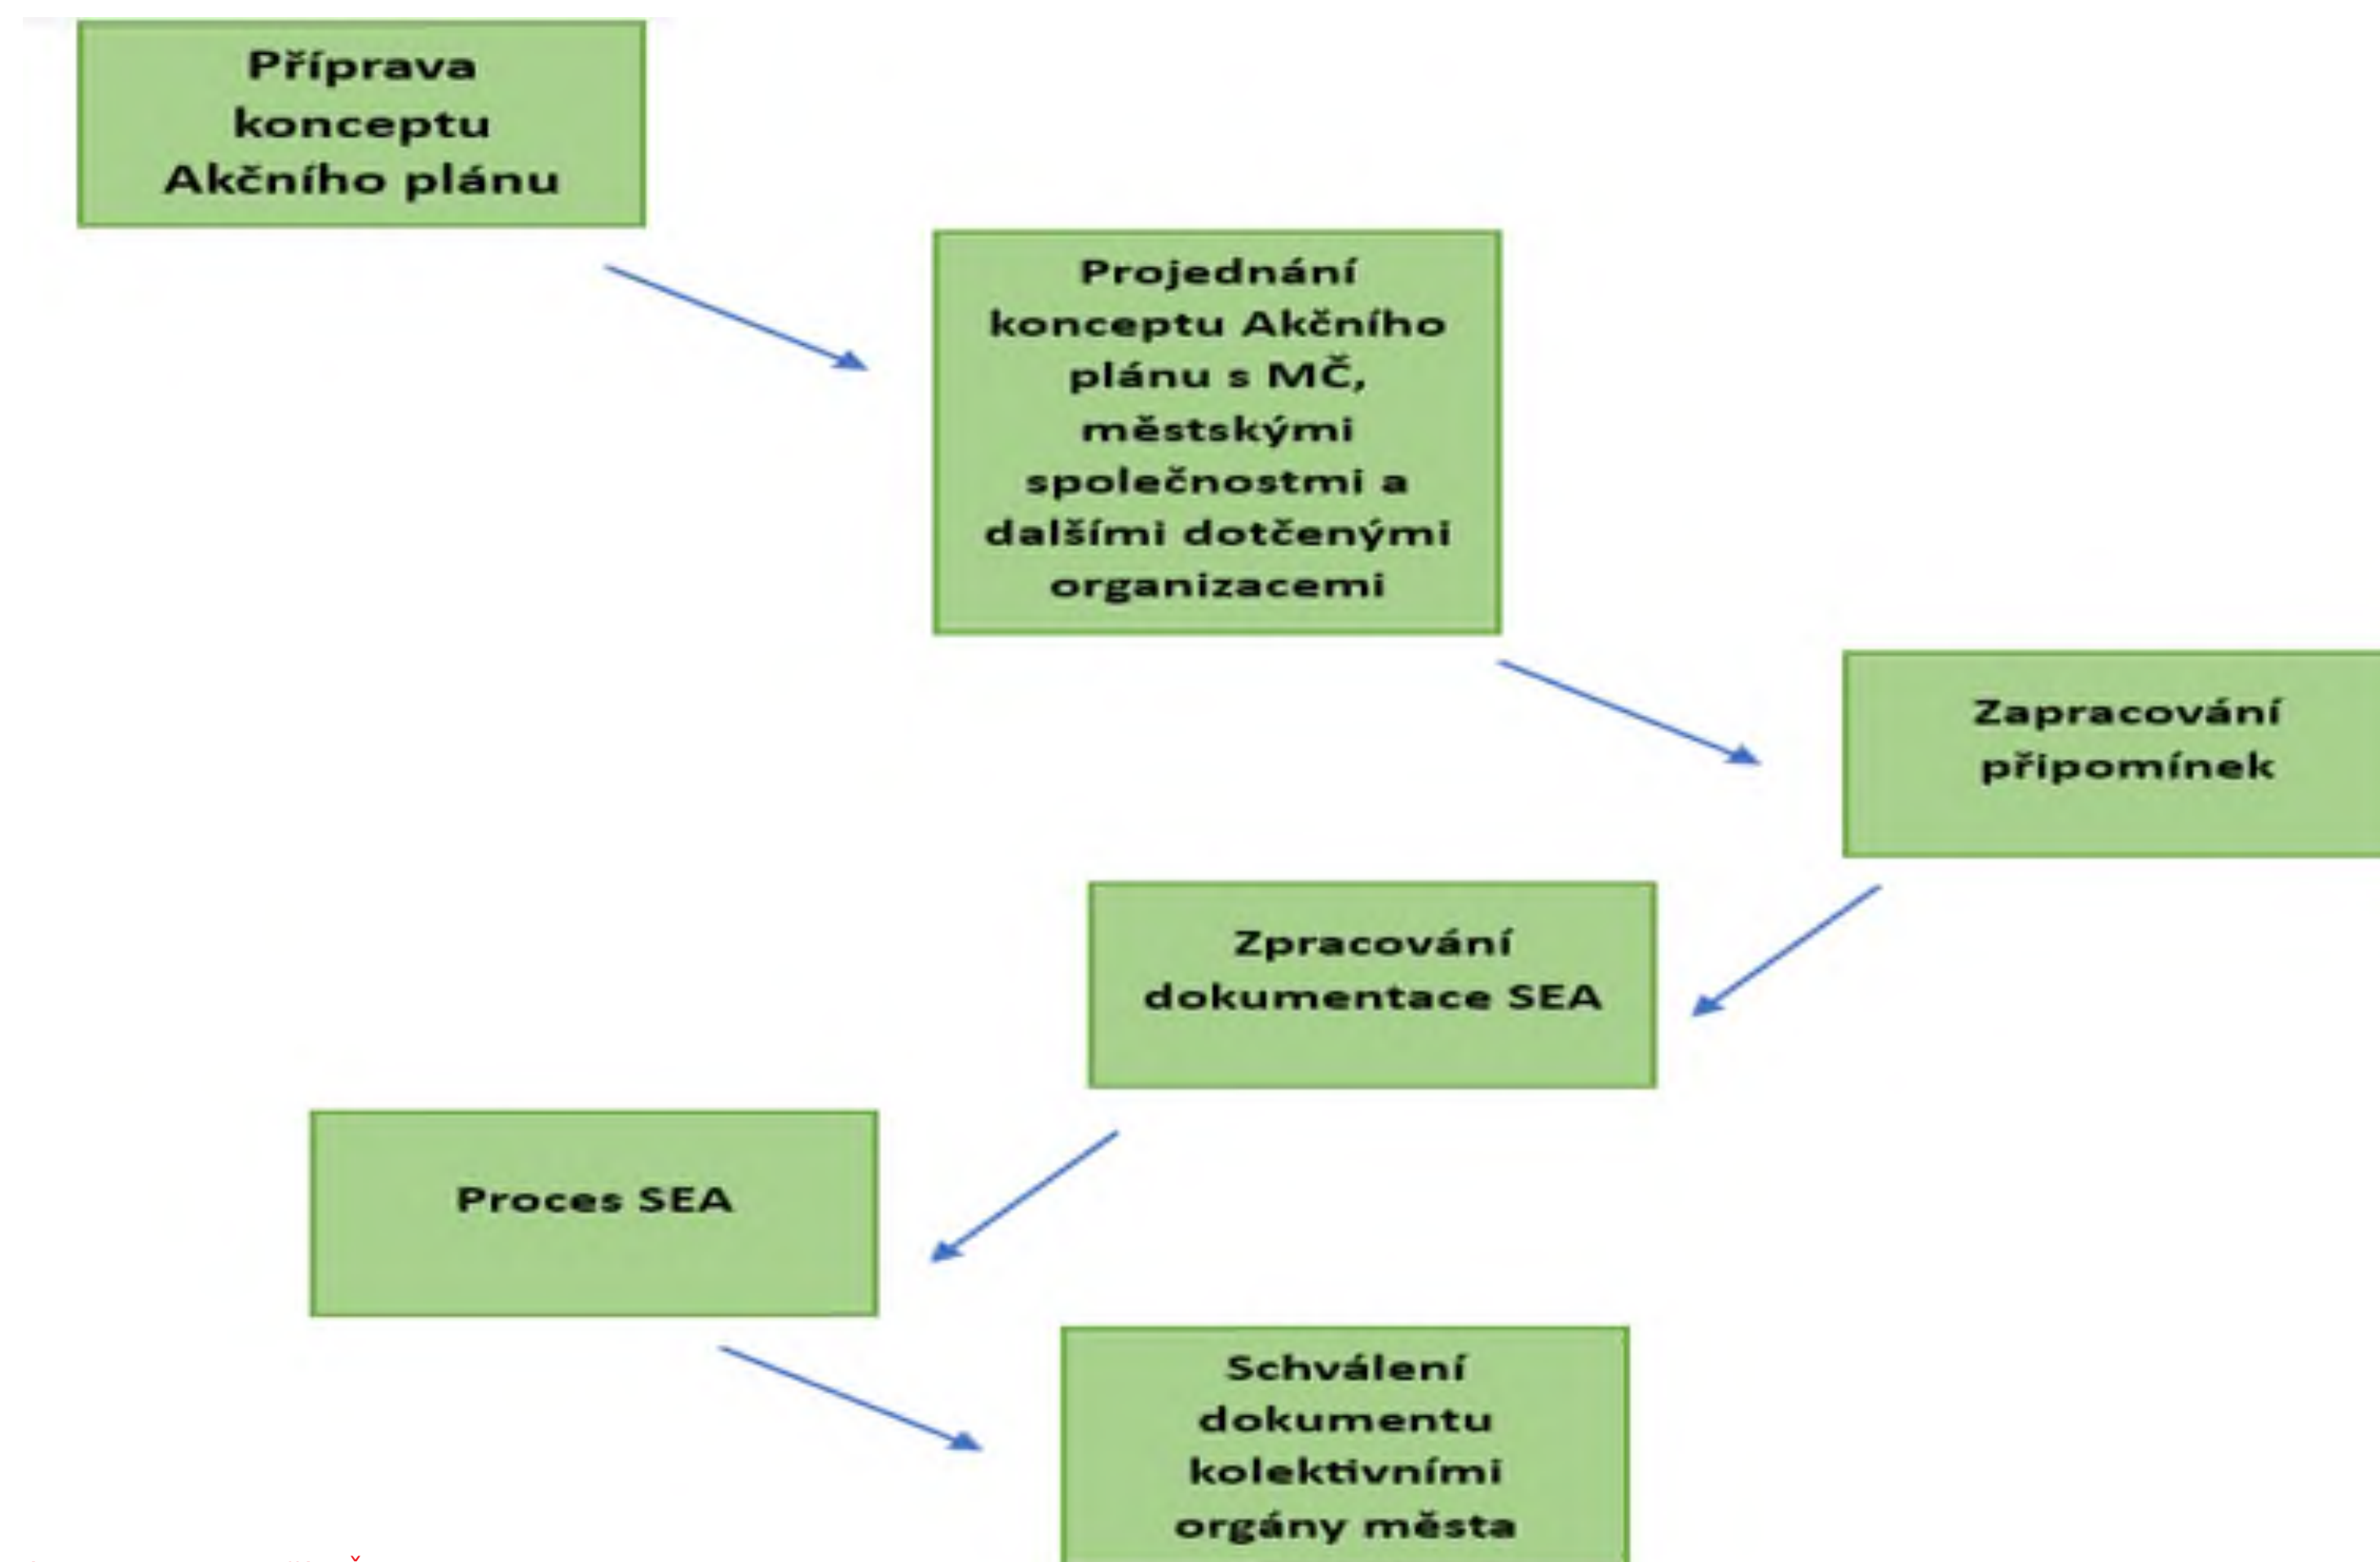 Příprava
konceptu
Akčního plánu
Projednání
konceptu Akčního
plánu s MČ,
městskými
společnostmi a
dalšími dotčenými
organizacemi
Zapracování
připomínek
Zpracování
dokumentace SEA
Proces SEA
Schválení
dokumentu
kolektivními
orgány města